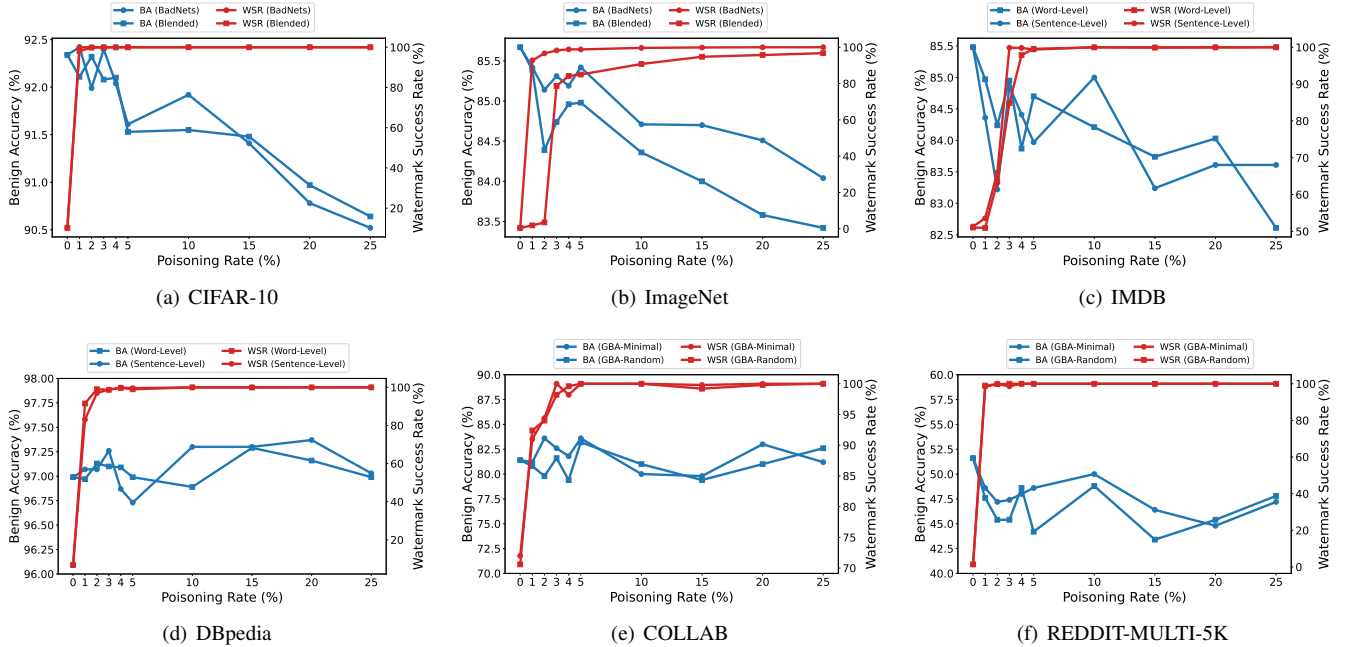 BA (BadNets) WSR (BadNets)
BA (Blended) WSR (Blended)
Benign Accuracy (%)
92.5
92.0
91.5
91.0
90.5
100
80
60
40
20
Watermark Success Rate (%)
0 1 2 3 4 5 10 15 20 25
Poisoning Rate (%)
(a) CIFAR-10
BA (BadNets) WSR (BadNets)
BA (Blended) WSR (Blended)
Benign Accuracy (%)
85.5
85.0
84.5
84.0
83.5
100
80
60
40
20
0
Watermark Success Rate (%)
0 1 2 3 4 5 10 15 20 25
Poisoning Rate (%)
(b) ImageNet
BA (Word-Level) WSR (Word-Level)
BA (Sentence-Level) WSR (Sentence-Level)
Benign Accuracy (%)
85.5
85.0
84.5
84.0
83.5
83.0
82.5
100
90
80
70
60
50
Watermark Success Rate (%)
0 1 2 3 4 5 10 15 20 25
Poisoning Rate (%)
(c) IMDB
BA (Word-Level) WSR (Word-Level)
BA (Sentence-Level) WSR (Sentence-Level)
Benign Accuracy (%)
98.00
97.75
97.50
97.25
97.00
96.75
96.50
96.25
96.00
100
80
60
40
20
Watermark Success Rate (%)
0 1 2 3 4 5 10 15 20 25
Poisoning Rate (%)
(d) DBpedia
BA (GBA-Minimal) WSR (GBA-Minimal)
BA (GBA-Random) WSR (GBA-Random)
Benign Accuracy (%)
90.0
87.5
85.0
82.5
80.0
77.5
75.0
72.5
70.0
100
95
90
85
80
75
70
Watermark Success Rate (%)
0 1 2 3 4 5 10 15 20 25
Poisoning Rate (%)
(e) COLLAB
BA (GBA-Minimal) WSR (GBA-Minimal)
BA (GBA-Random) WSR (GBA-Random)
Benign Accuracy (%)
60.0
57.5
55.0
52.5
50.0
47.5
45.0
42.5
40.0
100
80
60
40
20
0
Watermark Success Rate (%)
0 1 2 3 4 5 10 15 20 25
Poisoning Rate (%)
(f) REDDIT-MULTI-5K